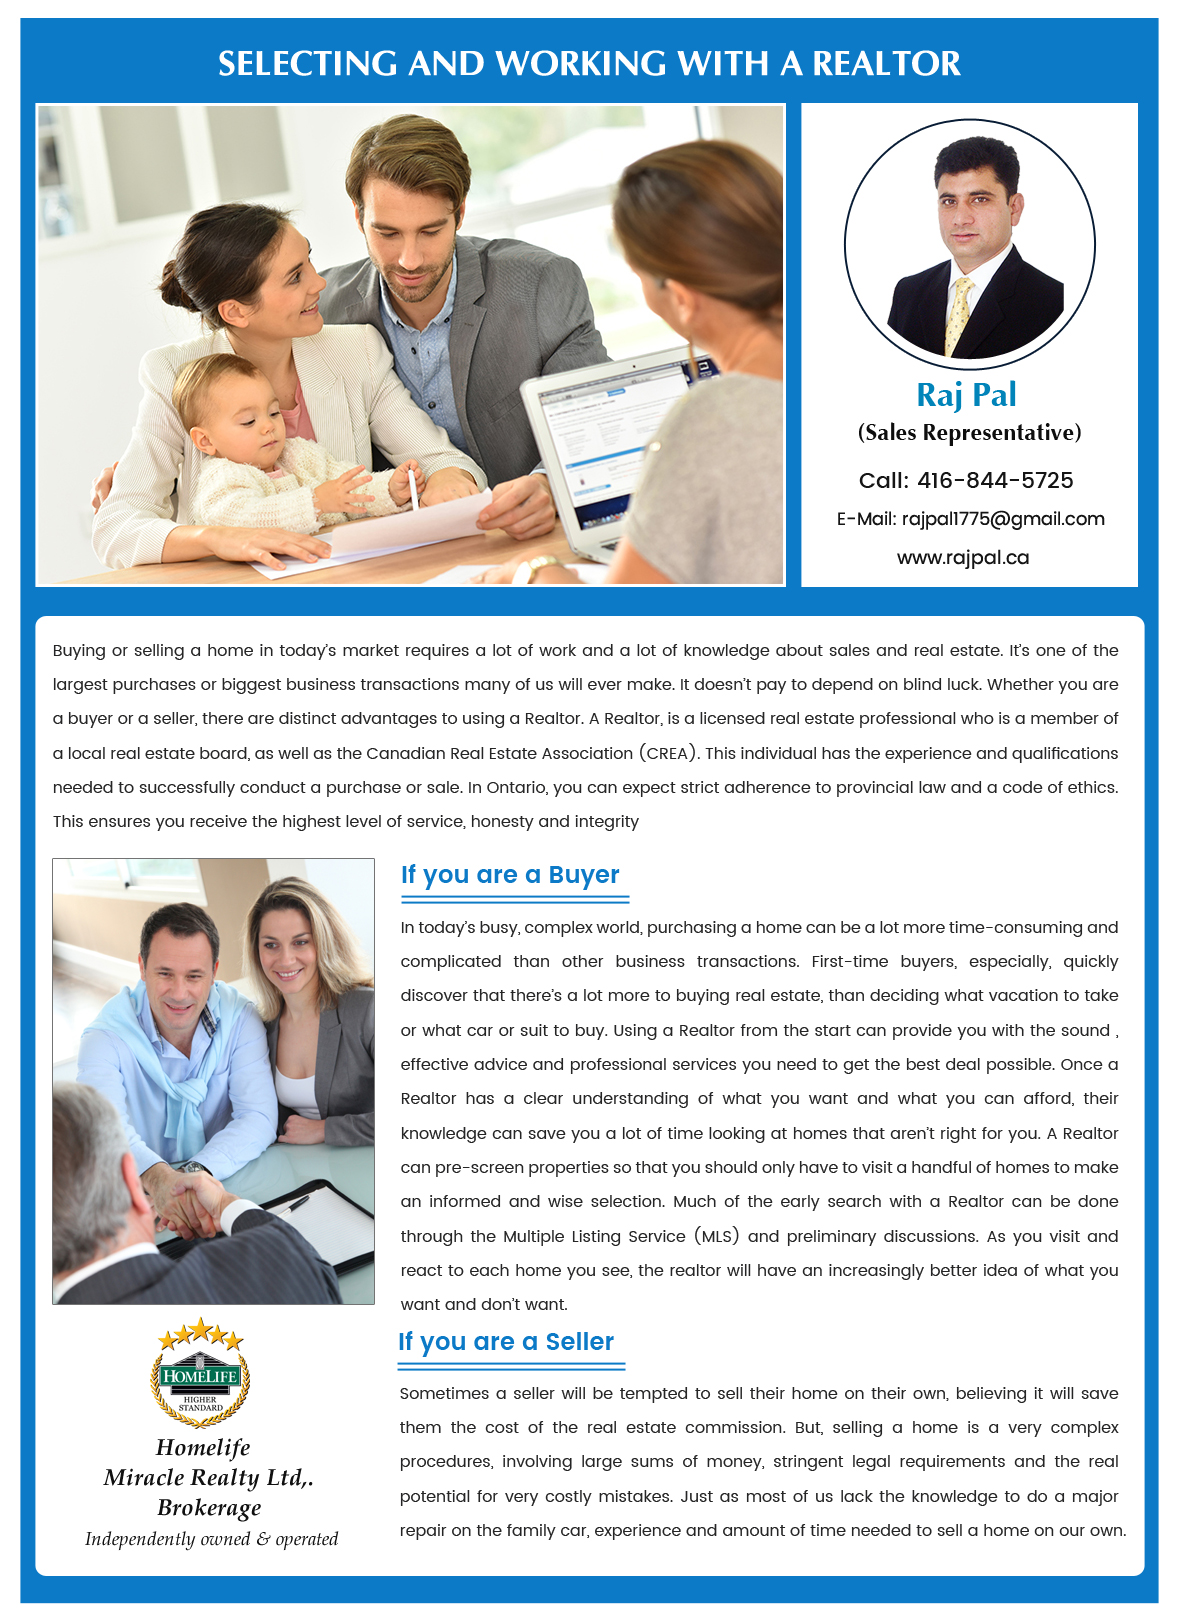 SELECTING AND WORKING WITH A REALTOR
Raj Pal
(Sales Representative)
Call: 416-844-5725
E-Mail: rajpal1775@gmail.com
www.rajpal.ca
Buying or selling a home in today's market requires a lot of work and a lot of knowledge about sales and real estate. It's one of the
largest purchases or biggest business transactions many of us will ever make. It doesn't pay to depend on blind luck. Whether you are
a buyer or a seller, there are distinct advantages to using a Realtor. A Realtor, is a licensed real estate professional who is a member of
a local real estate board, as well as the Canadian Real Estate Association (CREA). This individual has the experience and qualifications
needed to successfully conduct a purchase or sale. In Ontario, you can expect strict adherence to provincial law and a code of ethics.
This ensures you receive the highest level of service, honesty and integrity
If you are a Buyer
In today's busy, complex world, purchasing a home can be a lot more time-consuming and
complicated than other business transactions. First-time buyers, especially, quickly
discover that there's a lot more to buying real estate, than deciding what vacation to take
or what car or suit to buy. Using a Realtor from the start can provide you with the sound ,
effective advice and professional services you need to get the best deal possible. Once a
Realtor has a clear understanding of what you want and what you can afford, their
knowledge can save you a lot of time looking at homes that aren't right for you. A Realtor
can pre-screen properties so that you should only have to visit a handful of homes to make
an informed and wise selection. Much of the early search with a Realtor can be done
through the Multiple Listing Service (MLS) and preliminary discussions. As you visit and
react to each home you see, the realtor will have an increasingly better idea of what you
want and don't want.
If you are a Seller
Sometimes a seller will be tempted to sell their home on their own, believing it will save
them the cost of the real estate commission. But, selling a home is a very complex
procedures, involving large sums of money, stringent legal requirements and the real
potential for very costly mistakes. Just as most of us lack the knowledge to do a major
repair on the family car, experience and amount of time needed to sell a home on our own.
HOMELIFE
HIGHER
STANDARD
Homelife
Miracle Realty Ltd,.
Brokerage
Independently owned & operated